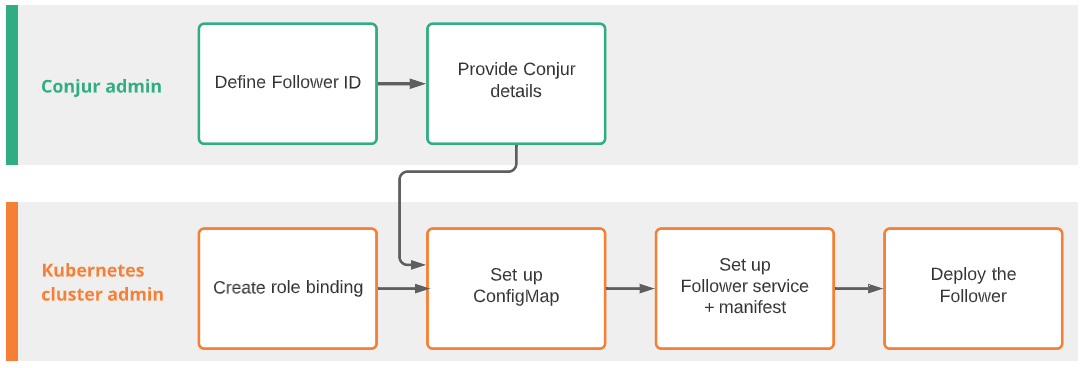 Conjur admin
Define Follower ID
Provide Conjur
details
Kubernetes
cluster admin
Create role binding
Set up
ConfigMap
Set up
Follower service
+ manifest
Deploy the
Follower